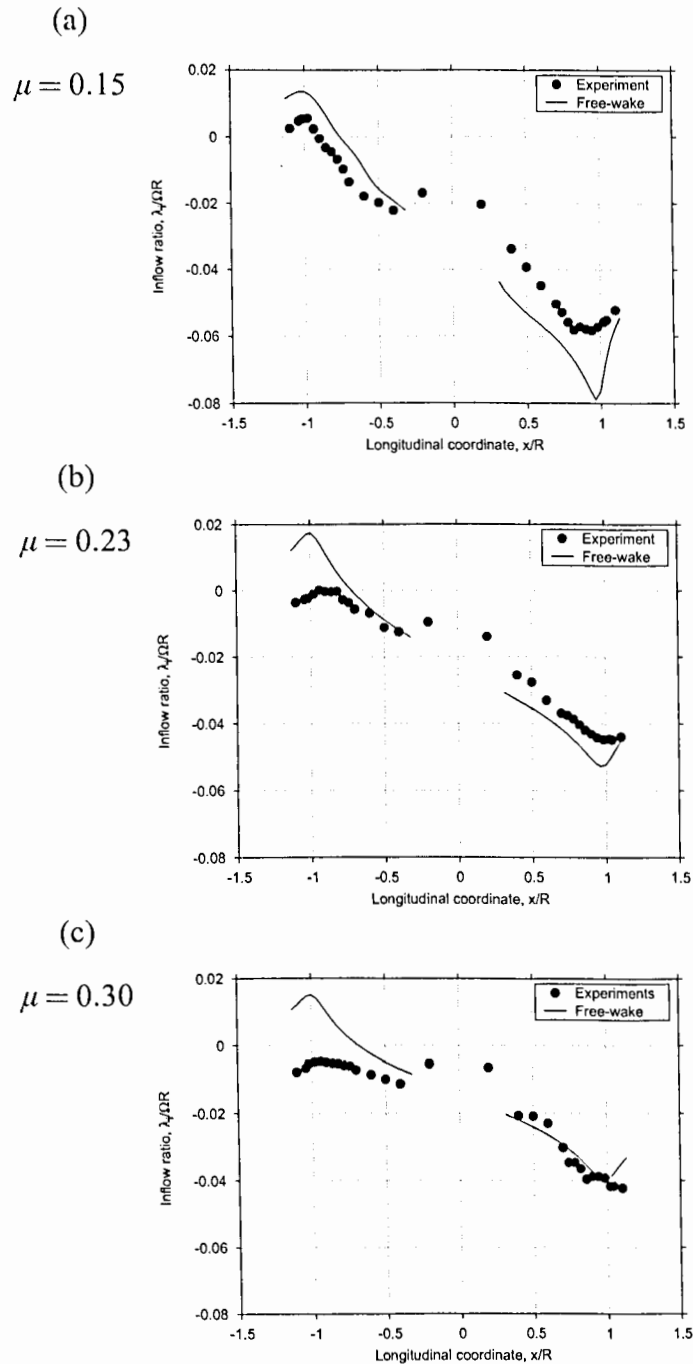 (a)
μ = 0.15
0.02
0
-0.02
-0.04
-0.06
-0.08
Inflow ratio, λᵢ/ΩR
Experiment
Free-wake
-1.5
-1
-0.5
0
0.5
1
1.5
Longitudinal coordinate, x/R
(b)
μ = 0.23
0.02
0
-0.02
-0.04
-0.06
-0.08
Inflow ratio, λᵢ/ΩR
Experiment
Free-wake
-1.5
-1
-0.5
0
0.5
1
1.5
Longitudinal coordinate, x/R
(c)
μ = 0.30
0.02
0
-0.02
-0.04
-0.06
-0.08
Inflow ratio, λᵢ/ΩR
Experiments
Free-wake
-1.5
-1
-0.5
0
0.5
1
1.5
Longitudinal coordinate, x/R